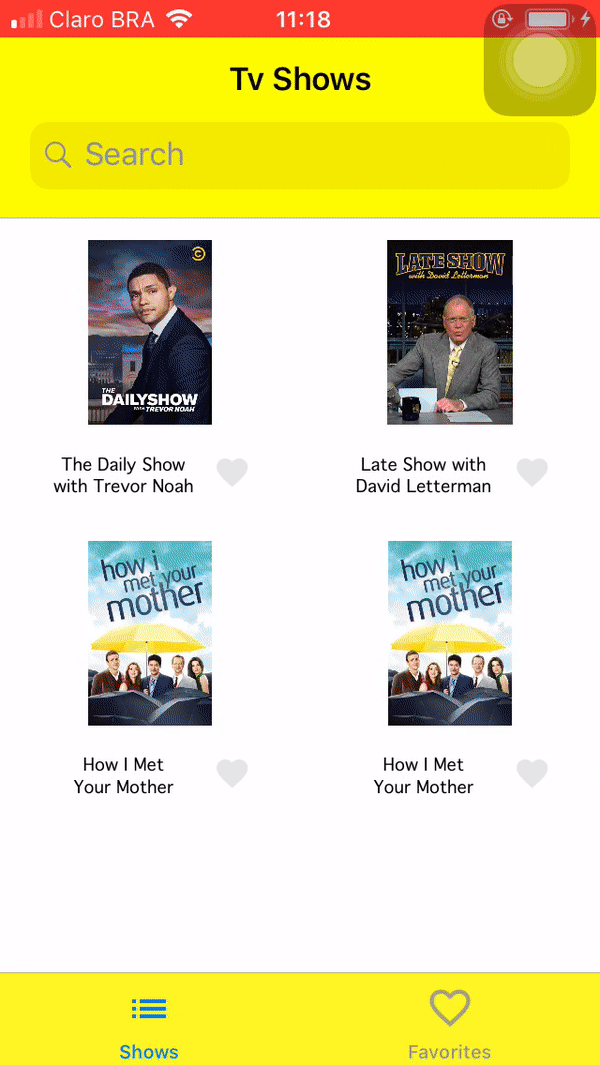 Claro BRA 11:18
Tv Shows
Search
THE
DAILYSHOW
WITH TREVOR NOAH
LATE SHOW
with David Letterman
The Daily Show
with Trevor Noah
Late Show with
David Letterman
how i
met your
mother
how i
met your
mother
How I Met
Your Mother
How I Met
Your Mother
Shows
Favorites